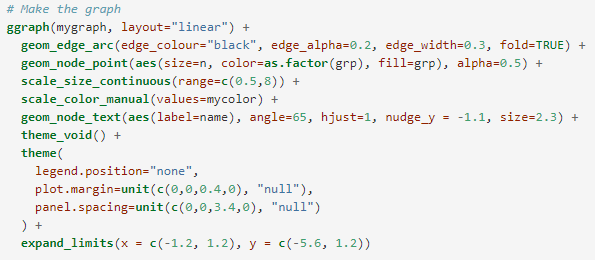 # Make the graph
ggraph(mygraph, layout="linear") +
  geom_edge_arc(edge_colour="black", edge_alpha=0.2, edge_width=0.3, fold=TRUE) +
  geom_node_point(aes(size=n, color=as.factor(grp), fill=grp), alpha=0.5) +
  scale_size_continuous(range=c(0.5,8)) +
  scale_color_manual(values=mycolor) +
  geom_node_text(aes(label=name), angle=65, hjust=1, nudge_y = -1.1, size=2.3) +
  theme_void() +
  theme(
    legend.position="none",
    plot.margin=unit(c(0,0,0.4,0), "null"),
    panel.spacing=unit(c(0,0,3.4,0), "null")
  ) +
  expand_limits(x = c(-1.2, 1.2), y = c(-5.6, 1.2))